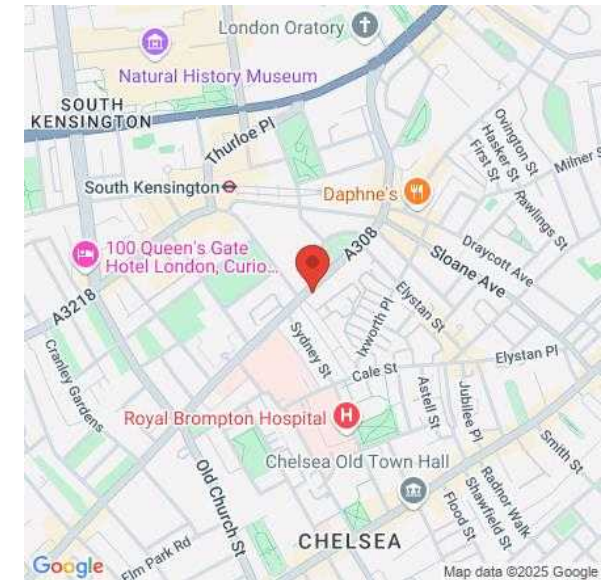 London Oratory
Natural History Museum
SOUTH
KENSINGTON
Thurloe Pl
Ovington St
Hasker St
First St
Milner S
South Kensington
Daphne's
Rawlings St
A308
Draycott Ave
Sloane Ave
100 Queen's Gate
Hotel London, Curio...
A3218
Elystan St
Ixworth Pl
Sydney St
Cranley Gardens
Elystan Pl
Cale St
Astell St
Jubilee Pl
Royal Brompton Hospital
H
Smith St
Chelsea Old Town Hall
Old Church St
Radnor Walk
Shawfield St
Flood St
CHELSEA
Elm Park Rd
Google
Map data ©2025 Google